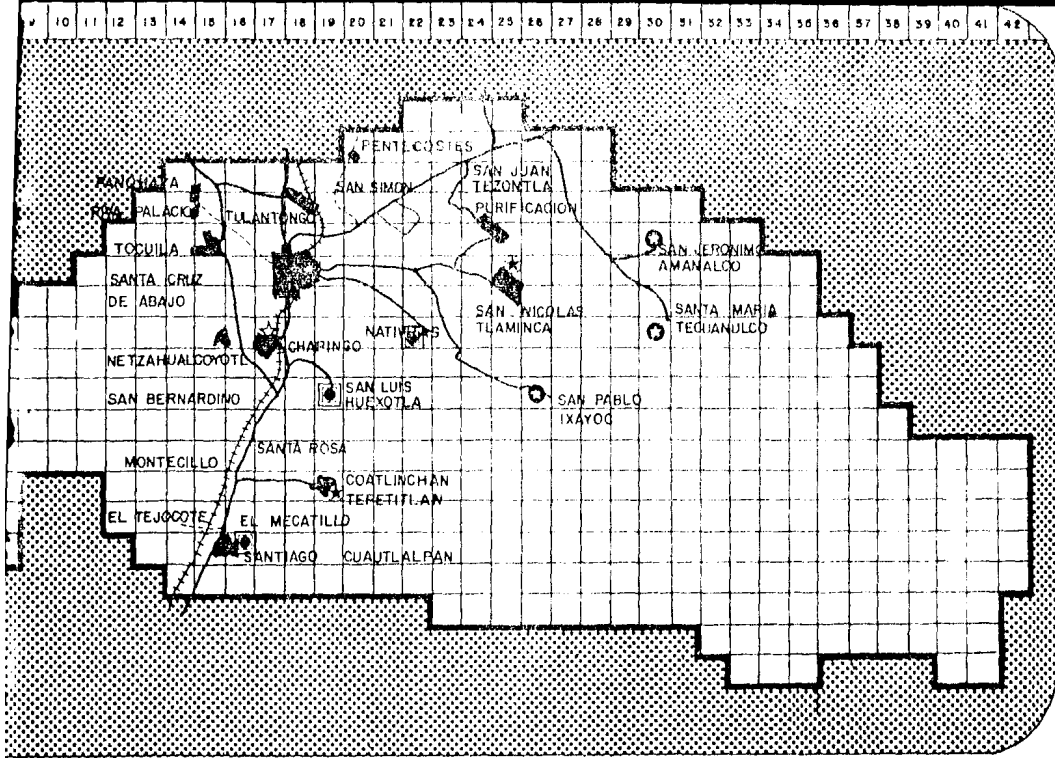 10 11 12 13 14 15 16 17 18 19 20 21 22 23 24 25 26 27 28 29 30 31 32 33 34 35 36 37 38 39 40 41 42
PENTECOSTES
SAN JUAN
TEZONTLA
PANOHAYA
SAN SIMON
RIVA PALACIO
TULANTONGO
PURIFICACION
TOCUILA
SAN JERONIMO
AMANALCO
SANTA CRUZ
DE ABAJO
SAN NICOLAS
TLAMINCA
SANTA MARIA
TECUANULCO
NATIVITAS
CHAPINGO
NETZAHUALCOYOTL
SAN LUIS
HUEXOTLA
SAN BERNARDINO
SAN PABLO
IXAYOC
SANTA ROSA
MONTECILLO
COATLINCHAN
TEPETITLAN
EL TEJOCOTE
EL MECATILLO
SANTIAGO CUAUTLALPAN